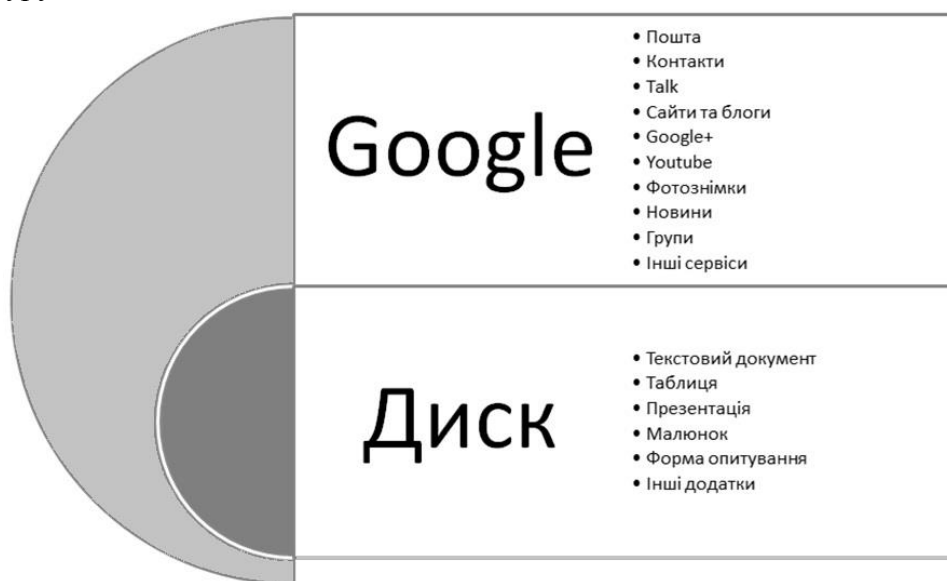 Google
• Пошта
• Контакти
• Talk
• Сайти та блоги
• Google+
• Youtube
• Фотознімки
• Новини
• Групи
• Інші сервіси
Диск
• Текстовий документ
• Таблиця
• Презентація
• Малюнок
• Форма опитування
• Інші додатки